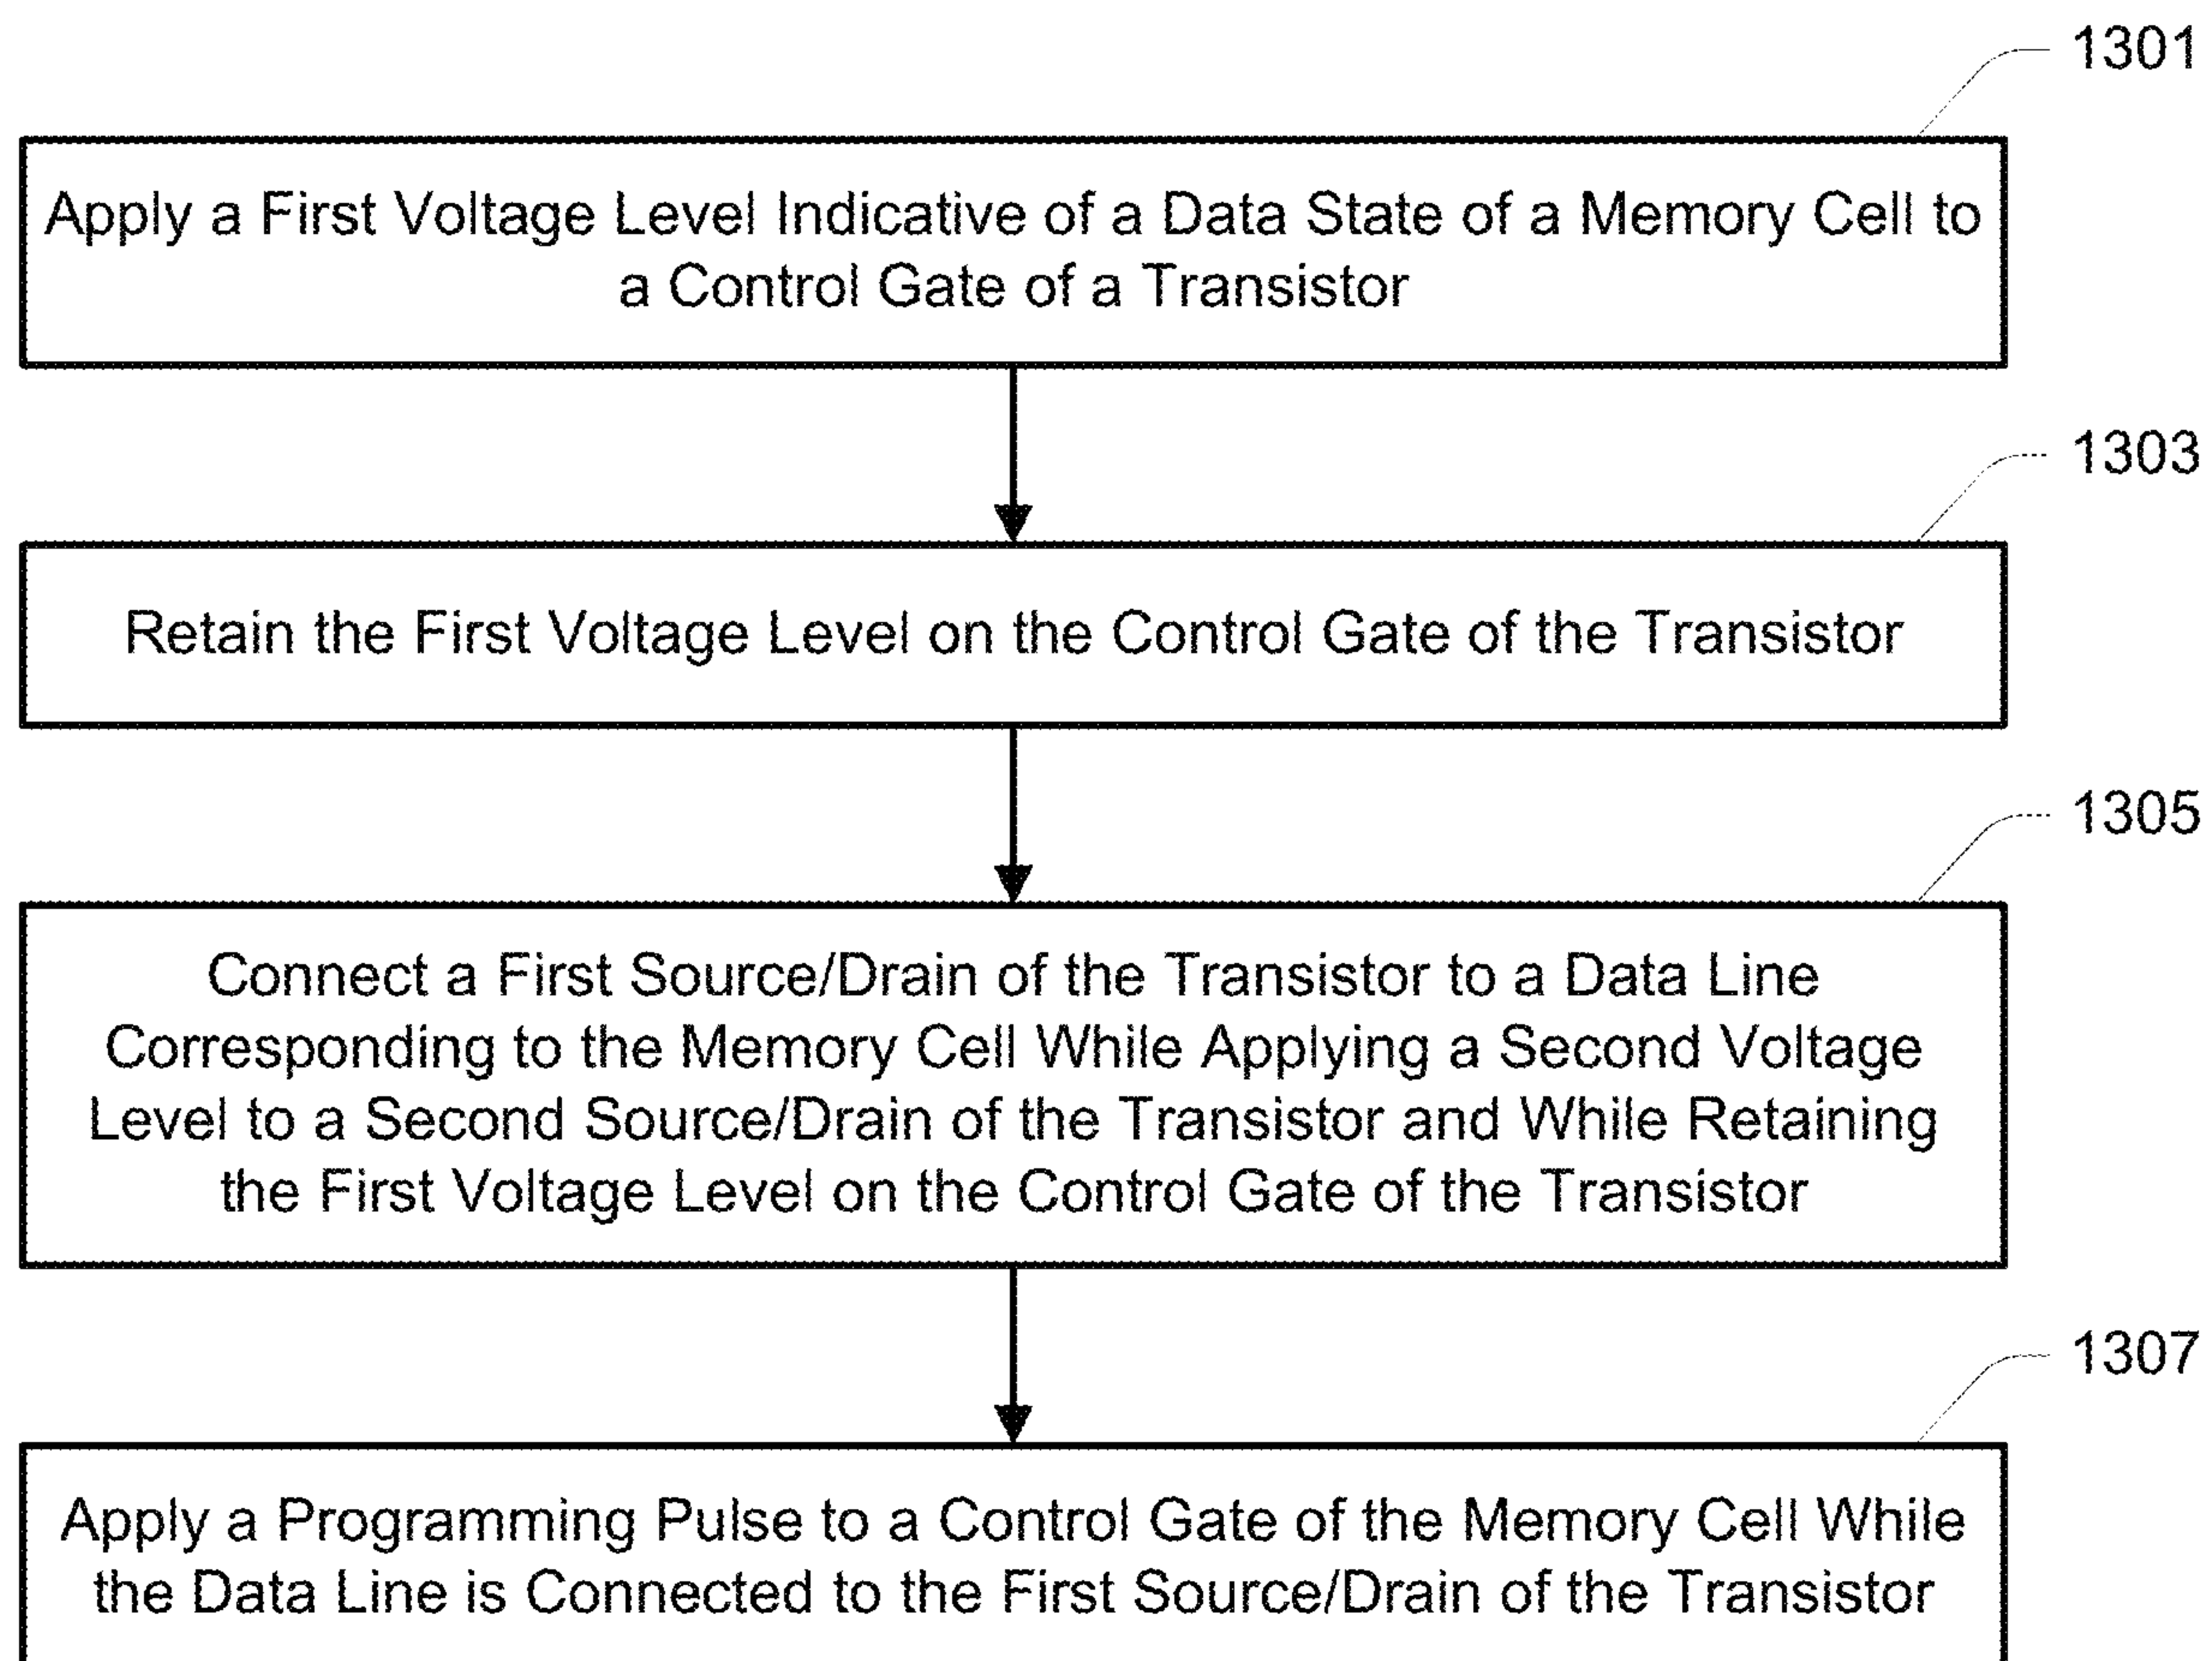 1301
Apply a First Voltage Level Indicative of a Data State of a Memory Cell to
a Control Gate of a Transistor
1303
Retain the First Voltage Level on the Control Gate of the Transistor
1305
Connect a First Source/Drain of the Transistor to a Data Line
Corresponding to the Memory Cell While Applying a Second Voltage
Level to a Second Source/Drain of the Transistor and While Retaining
the First Voltage Level on the Control Gate of the Transistor
1307
Apply a Programming Pulse to a Control Gate of the Memory Cell While
the Data Line is Connected to the First Source/Drain of the Transistor